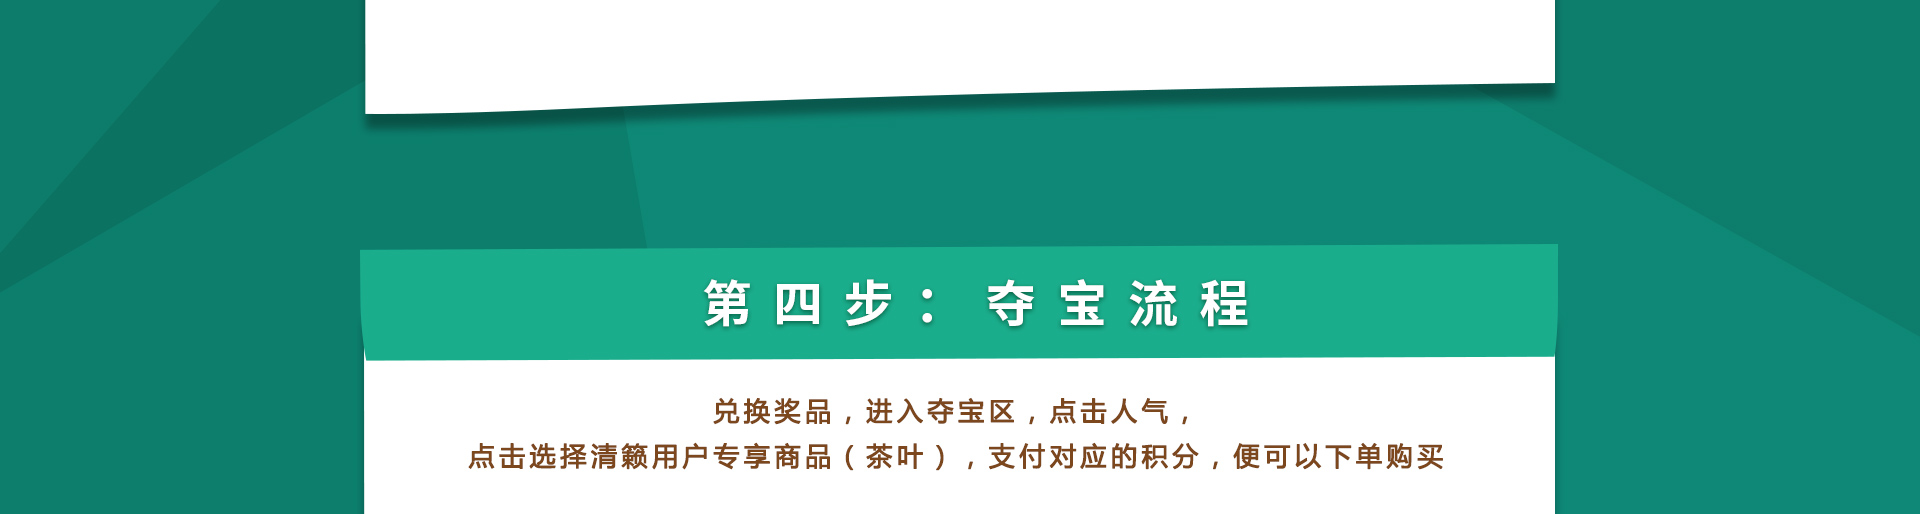 第四步：夺宝流程
兑换奖品，进入夺宝区，点击人气，
点击选择清籁用户专享商品（茶叶），支付对应的积分，便可以下单购买